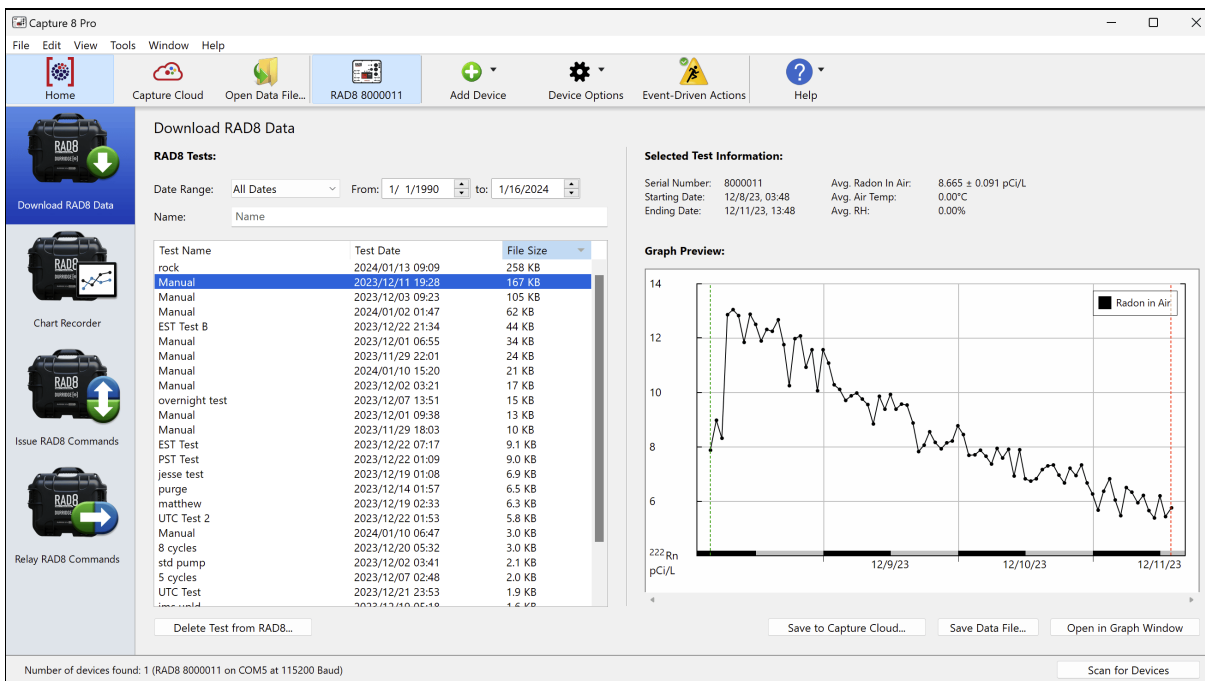 Capture 8 Pro
File Edit View Tools Window Help
Home Capture Cloud Open Data File... RAD8 8000011 Add Device Device Options Event-Driven Actions Help
RAD8
Download RAD8 Data
RAD8
Chart Recorder
RAD8
Issue RAD8 Commands
RAD8
Relay RAD8 Commands
Download RAD8 Data
RAD8 Tests:
Date Range: All Dates From: 1/ 1/1990 to: 1/16/2024
Name: Name
Test Name Test Date File Size
rock 2024/01/13 09:09 258 KB
Manual 2023/12/11 19:28 167 KB
Manual 2023/12/03 09:23 105 KB
Manual 2024/01/02 01:47 62 KB
EST Test B 2023/12/22 21:34 44 KB
Manual 2023/12/01 06:55 34 KB
Manual 2023/11/29 22:01 24 KB
Manual 2024/01/10 15:20 21 KB
Manual 2023/12/02 03:21 17 KB
overnight test 2023/12/07 13:51 15 KB
Manual 2023/12/01 09:38 13 KB
Manual 2023/11/29 18:03 10 KB
EST Test 2023/12/22 07:17 9.1 KB
PST Test 2023/12/22 01:09 9.0 KB
jesse test 2023/12/19 01:08 6.9 KB
purge 2023/12/14 01:57 6.5 KB
matthew 2023/12/19 02:33 6.3 KB
UTC Test 2 2023/12/22 01:53 5.8 KB
Manual 2024/01/10 06:47 3.0 KB
8 cycles 2023/12/20 05:32 3.0 KB
std pump 2023/12/02 03:41 2.1 KB
5 cycles 2023/12/07 02:48 2.0 KB
UTC Test 2023/12/21 23:53 1.9 KB
2023/12/19 05:18 1.6 KB
Delete Test from RAD8...
Selected Test Information:
Serial Number: 8000011 Avg. Radon In Air: 8.665 ± 0.091 pCi/L
Starting Date: 12/8/23, 03:48 Avg. Air Temp: 0.00°C
Ending Date: 12/11/23, 13:48 Avg. RH: 0.00%
Graph Preview:
14
Radon in Air
12
10
8
6
²²²Rn
pCi/L
12/9/23 12/10/23 12/11/23
Save to Capture Cloud... Save Data File... Open in Graph Window
Number of devices found: 1 (RAD8 8000011 on COM5 at 115200 Baud) Scan for Devices